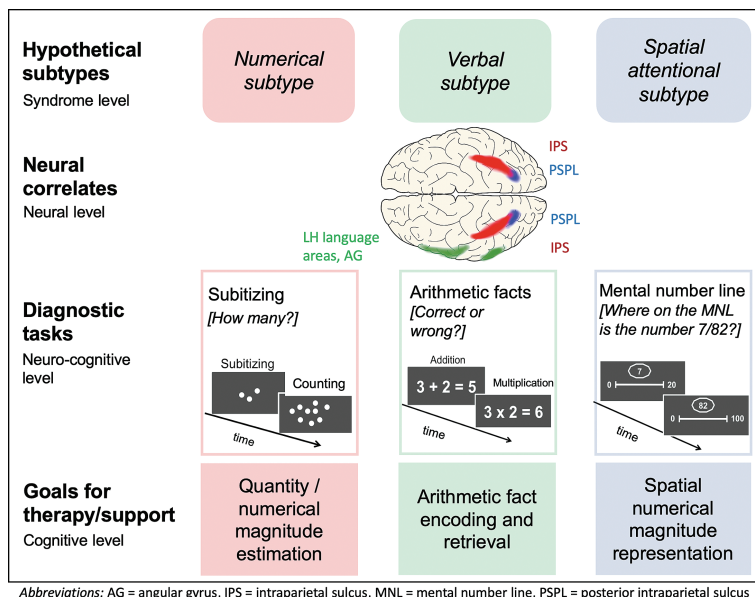 Hypothetical
subtypes
Syndrome level
Numerical
subtype
Verbal
subtype
Spatial
attentional
subtype
Neural
correlates
Neural level
IPS
PSPL
PSPL
IPS
LH language
areas, AG
Diagnostic
tasks
Neuro-cognitive
level
Subitizing
[How many?]
Subitizing
Counting
time
Arithmetic facts
[Correct or
wrong?]
Addition
3 + 2 = 5
Multiplication
3 x 2 = 6
time
Mental number line
[Where on the MNL
is the number 7/82?]
7
0 20
82
0 100
time
Goals for
therapy/support
Cognitive level
Quantity /
numerical
magnitude
estimation
Arithmetic fact
encoding and
retrieval
Spatial
numerical
magnitude
representation
Abbreviations: AG = angular gyrus, IPS = intraparietal sulcus, MNL = mental number line, PSPL = posterior intraparietal sulcus